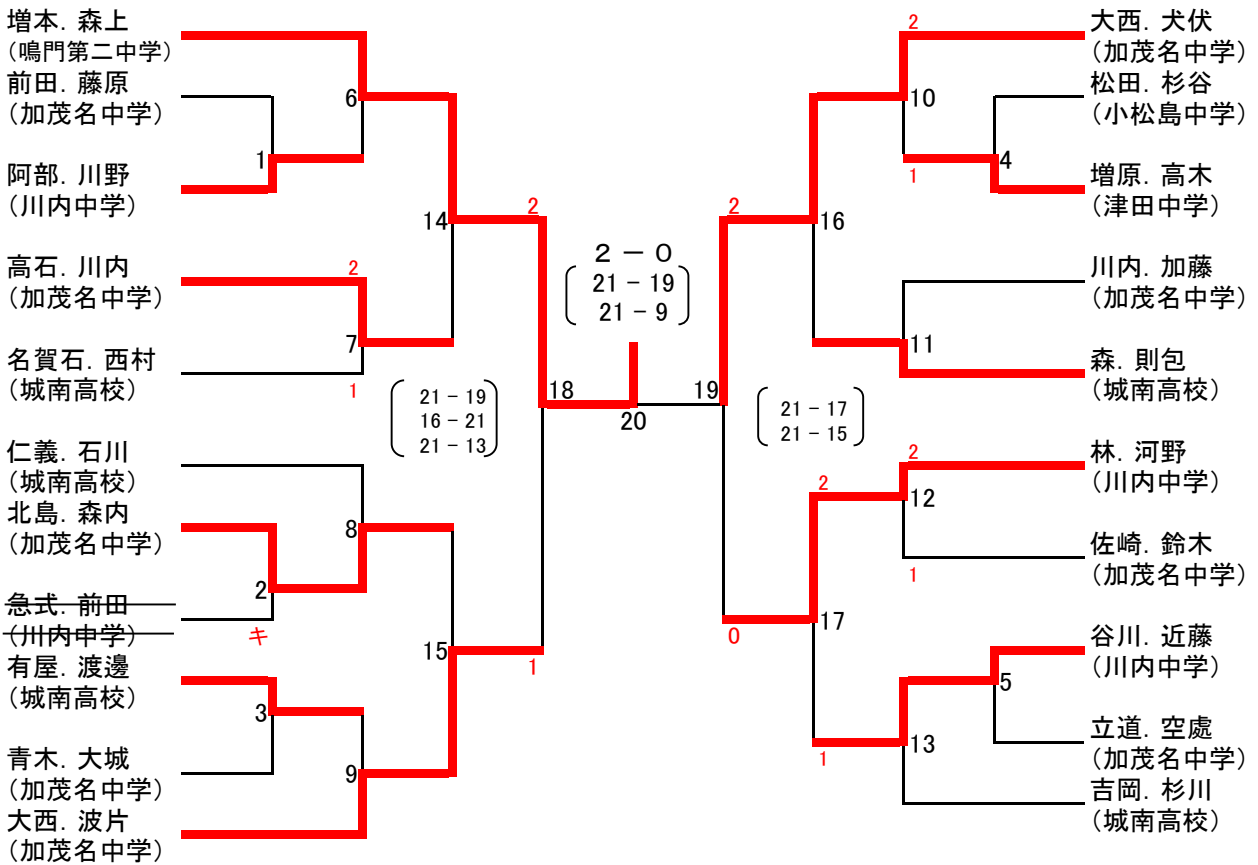 増本. 森上
(鳴門第二中学)
前田. 藤原
(加茂名中学)
阿部. 川野
(川内中学)
高石. 川内
(加茂名中学)
名賀石. 西村
(城南高校)
仁義. 石川
(城南高校)
北島. 森内
(加茂名中学)
急式. 前田
(川内中学)
有屋. 渡邊
(城南高校)
青木. 大城
(加茂名中学)
大西. 波片
(加茂名中学)
1
2
キ
3
6
2
7
1
8
9
14
15
2
1
18
21 - 19
16 - 21
21 - 13
2 - 0
21 - 19
21 - 9
20
19
2
0
21 - 17
21 - 15
16
17
2
1
2
10
1
4
11
2
12
1
13
5
大西. 犬伏
(加茂名中学)
松田. 杉谷
(小松島中学)
増原. 高木
(津田中学)
川内. 加藤
(加茂名中学)
森. 則包
(城南高校)
林. 河野
(川内中学)
佐崎. 鈴木
(加茂名中学)
谷川. 近藤
(川内中学)
立道. 空處
(加茂名中学)
吉岡. 杉川
(城南高校)